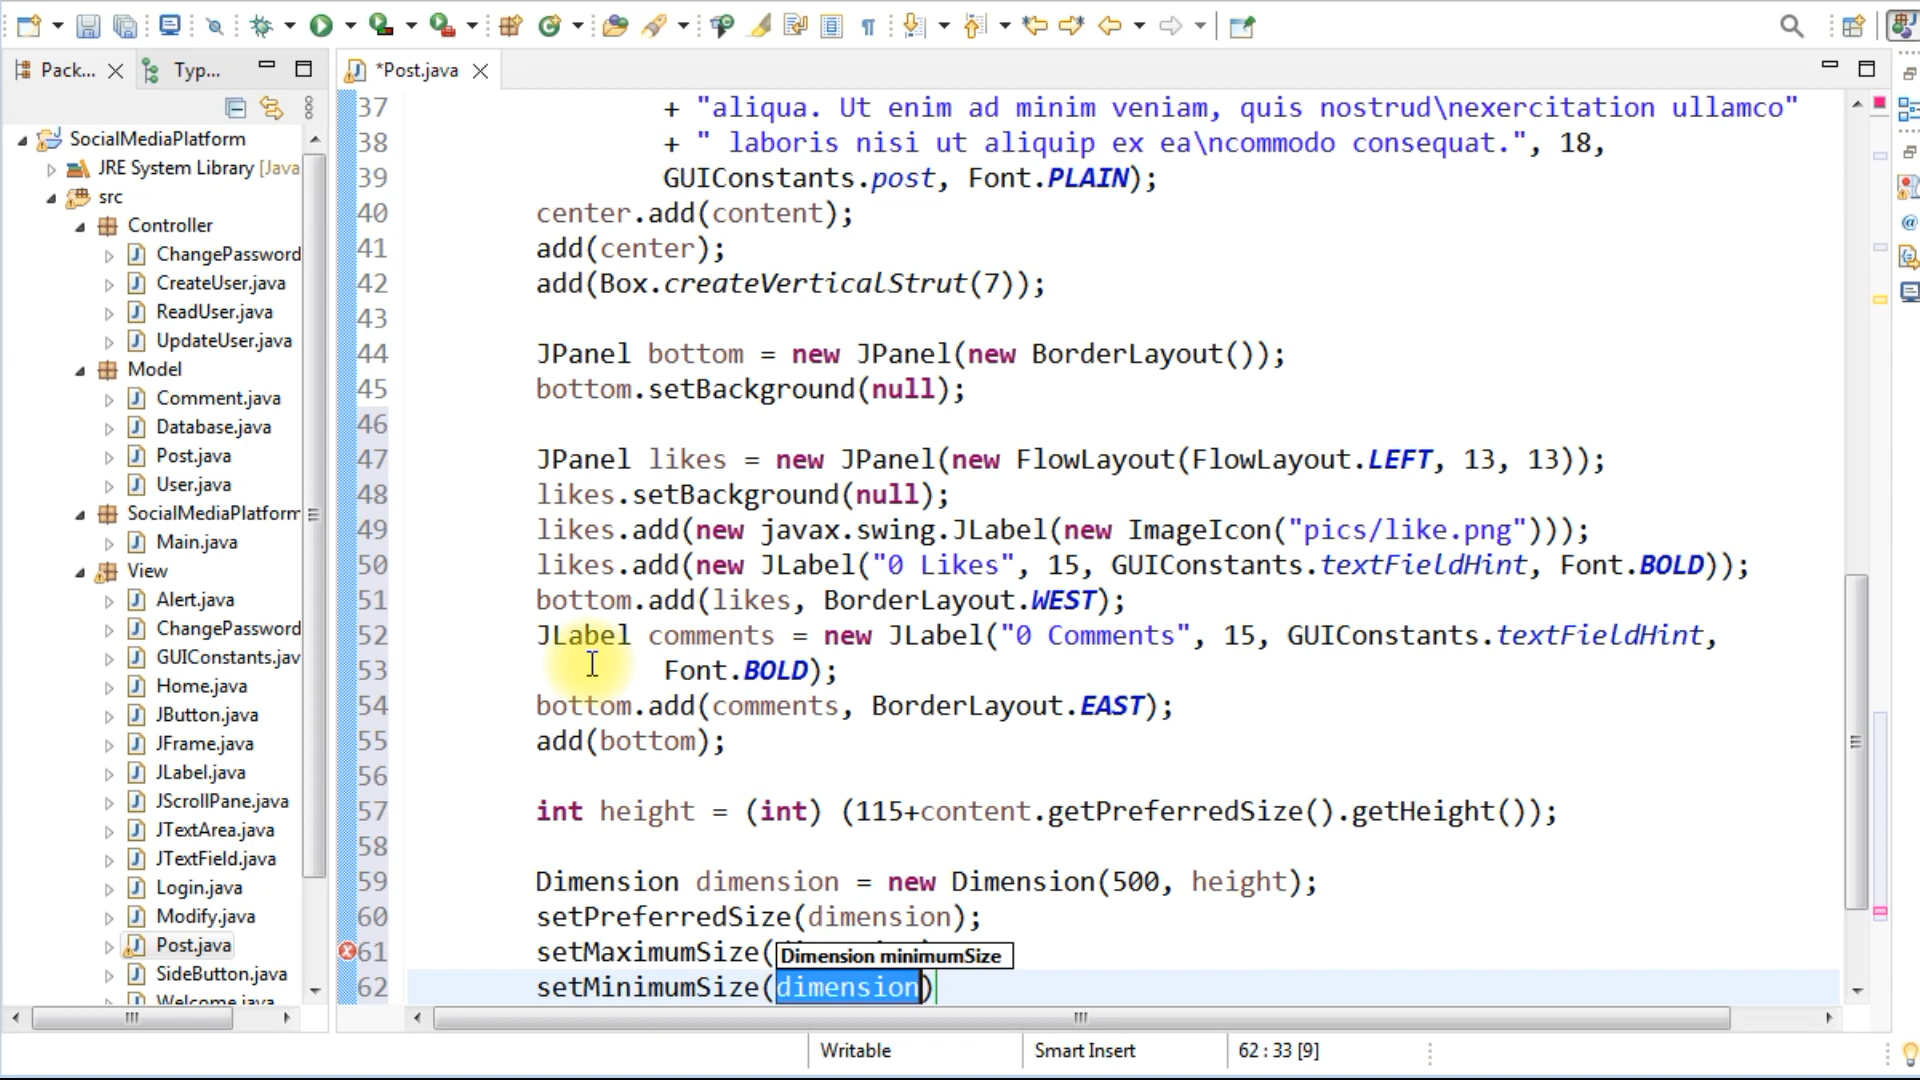 Pack...
Typ...
*Post.java
SocialMediaPlatform
JRE System Library [Java
src
Controller
ChangePassword
CreateUser.java
ReadUser.java
UpdateUser.java
Model
Comment.java
Database.java
Post.java
User.java
SocialMediaPlatform
Main.java
View
Alert.java
ChangePassword
GUIConstants.jav
Home.java
JButton.java
JFrame.java
JLabel.java
JScrollPane.java
JTextArea.java
JTextField.java
Login.java
Modify.java
Post.java
SideButton.java
Welcome.java
37 + "aliqua. Ut enim ad minim veniam, quis nostrud\nexercitation ullamco"
38 + " laboris nisi ut aliquip ex ea\ncommodo consequat.", 18,
39 GUIConstants.post, Font.PLAIN);
40 center.add(content);
41 add(center);
42 add(Box.createVerticalStrut(7));
43
44 JPanel bottom = new JPanel(new BorderLayout());
45 bottom.setBackground(null);
46
47 JPanel likes = new JPanel(new FlowLayout(FlowLayout.LEFT, 13, 13));
48 likes.setBackground(null);
49 likes.add(new javax.swing.JLabel(new ImageIcon("pics/like.png")));
50 likes.add(new JLabel("0 Likes", 15, GUIConstants.textFieldHint, Font.BOLD));
51 bottom.add(likes, BorderLayout.WEST);
52 JLabel comments = new JLabel("0 Comments", 15, GUIConstants.textFieldHint,
53 Font.BOLD);
54 bottom.add(comments, BorderLayout.EAST);
55 add(bottom);
56
57 int height = (int) (115+content.getPreferredSize().getHeight());
58
59 Dimension dimension = new Dimension(500, height);
60 setPreferredSize(dimension);
61 setMaximumSize(
Dimension minimumSize
62 setMinimumSize(dimension)
Writable
Smart Insert
62 : 33 [9]